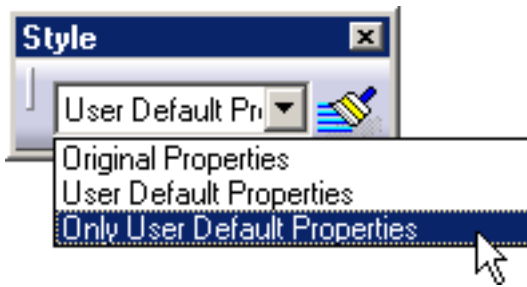 Style
User Default Pr
Original Properties
User Default Properties
Only User Default Properties